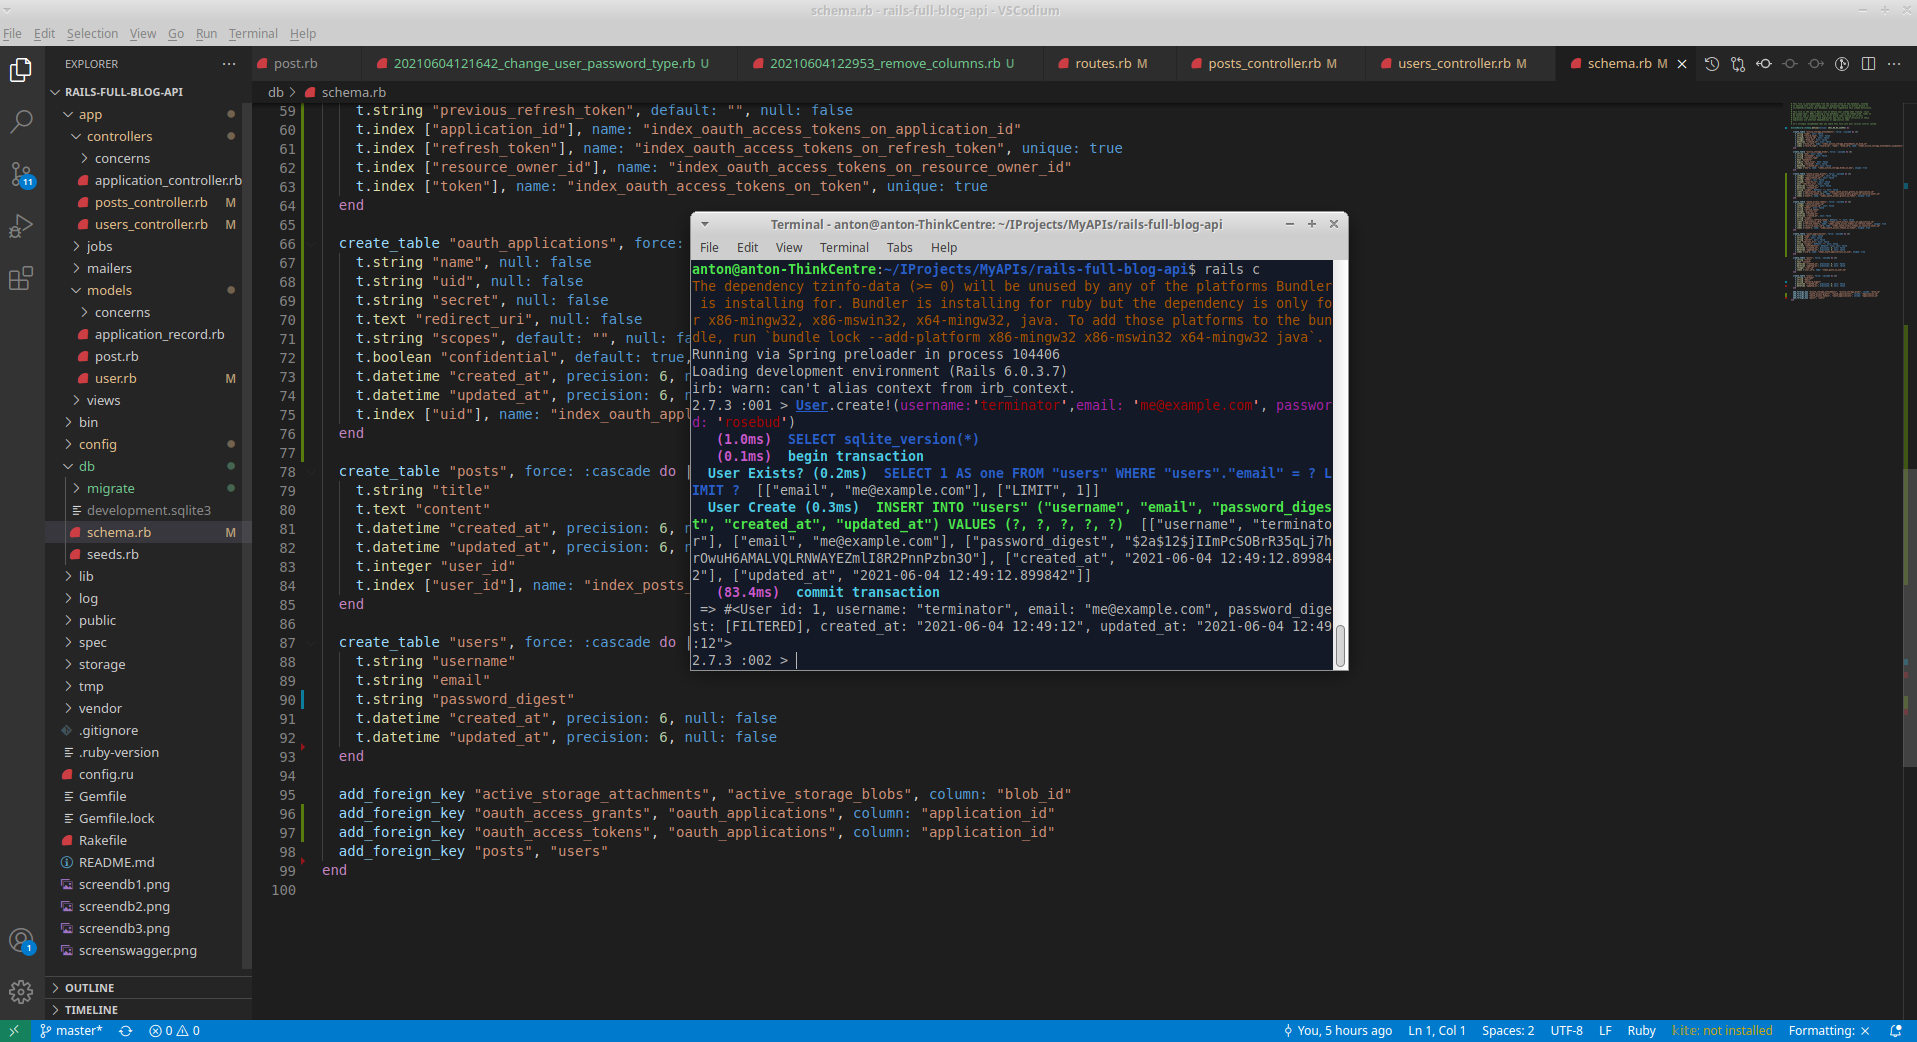 schema.rb - rails-full-blog-api - VSCodium
File Edit Selection View Go Run Terminal Help
EXPLORER
post.rb
20210604121642_change_user_password_type.rb U
20210604122953_remove_columns.rb U
routes.rb M
posts_controller.rb M
users_controller.rb M
schema.rb M
RAILS-FULL-BLOG-API
app
controllers
concerns
application_controller.rb
posts_controller.rb M
users_controller.rb M
jobs
mailers
models
concerns
application_record.rb
post.rb
user.rb M
views
bin
config
db
migrate
development.sqlite3
schema.rb M
seeds.rb
lib
log
public
spec
storage
tmp
vendor
.gitignore
.ruby-version
config.ru
Gemfile
Gemfile.lock
Rakefile
README.md
screendb1.png
screendb2.png
screendb3.png
screenswagger.png
OUTLINE
TIMELINE
11
1
db > schema.rb
59 t.string "previous_refresh_token", default: "", null: false
60 t.index ["application_id"], name: "index_oauth_access_tokens_on_application_id"
61 t.index ["refresh_token"], name: "index_oauth_access_tokens_on_refresh_token", unique: true
62 t.index ["resource_owner_id"], name: "index_oauth_access_tokens_on_resource_owner_id"
63 t.index ["token"], name: "index_oauth_access_tokens_on_token", unique: true
64 end
65
66 create_table "oauth_applications", force:
67 t.string "name", null: false
68 t.string "uid", null: false
69 t.string "secret", null: false
70 t.text "redirect_uri", null: false
71 t.string "scopes", default: "", null: fa
72 t.boolean "confidential", default: true,
73 t.datetime "created_at", precision: 6, n
74 t.datetime "updated_at", precision: 6, n
75 t.index ["uid"], name: "index_oauth_appl
76 end
77
78 create_table "posts", force: :cascade do |
79 t.string "title"
80 t.text "content"
81 t.datetime "created_at", precision: 6, n
82 t.datetime "updated_at", precision: 6, n
83 t.integer "user_id"
84 t.index ["user_id"], name: "index_posts_
85 end
86
87 create_table "users", force: :cascade do |
88 t.string "username"
89 t.string "email"
90 t.string "password_digest"
91 t.datetime "created_at", precision: 6, null: false
92 t.datetime "updated_at", precision: 6, null: false
93 end
94
95 add_foreign_key "active_storage_attachments", "active_storage_blobs", column: "blob_id"
96 add_foreign_key "oauth_access_grants", "oauth_applications", column: "application_id"
97 add_foreign_key "oauth_access_tokens", "oauth_applications", column: "application_id"
98 add_foreign_key "posts", "users"
99 end
100
Terminal - anton@anton-ThinkCentre: ~/IProjects/MyAPIs/rails-full-blog-api
File Edit View Terminal Tabs Help
anton@anton-ThinkCentre:~/IProjects/MyAPIs/rails-full-blog-api$ rails c
The dependency tzinfo-data (>= 0) will be unused by any of the platforms Bundler
is installing for. Bundler is installing for ruby but the dependency is only fo
r x86-mingw32, x86-mswin32, x64-mingw32, java. To add those platforms to the bun
dle, run `bundle lock --add-platform x86-mingw32 x86-mswin32 x64-mingw32 java`.
Running via Spring preloader in process 104406
Loading development environment (Rails 6.0.3.7)
irb: warn: can't alias context from irb_context.
2.7.3 :001 > User.create!(username:'terminator',email: 'me@example.com', passwor
d: 'rosebud')
(1.0ms) SELECT sqlite_version(*)
(0.1ms) begin transaction
User Exists? (0.2ms) SELECT 1 AS one FROM "users" WHERE "users"."email" = ? L
IMIT ? [["email", "me@example.com"], ["LIMIT", 1]]
User Create (0.3ms) INSERT INTO "users" ("username", "email", "password_diges
t", "created_at", "updated_at") VALUES (?, ?, ?, ?, ?) [["username", "terminato
r"], ["email", "me@example.com"], ["password_digest", "$2a$12$jIImPcSOBrR35qLj7h
rOwuH6AMALVQLRNWAYEZmlI8R2PnnPzbn3O"], ["created_at", "2021-06-04 12:49:12.89984
2"], ["updated_at", "2021-06-04 12:49:12.899842"]]
(83.4ms) commit transaction
=> #<User id: 1, username: "terminator", email: "me@example.com", password_dige
st: [FILTERED], created_at: "2021-06-04 12:49:12", updated_at: "2021-06-04 12:49
:12">
2.7.3 :002 >
master* 0 0
You, 5 hours ago Ln 1, Col 1 Spaces: 2 UTF-8 LF Ruby kite: not installed Formatting: ×